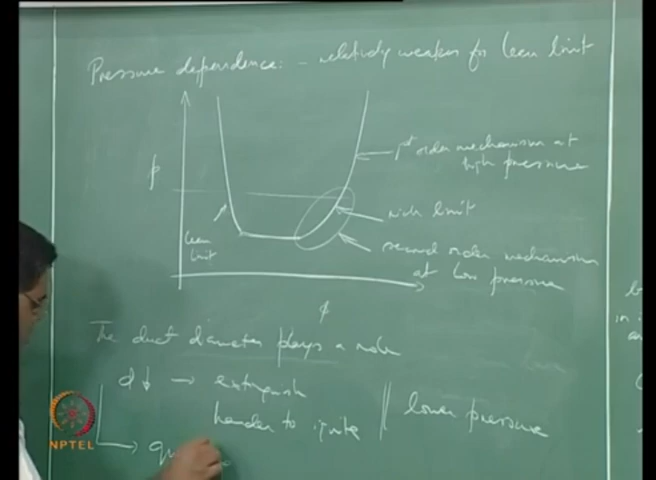 Pressure dependence: - relatively weaker for lean limit
p
1st order mechanism at
high pressure
rich limit
lean
limit
second order mechanism
at low pressure
ϕ
The duct diameter plays a role
d ↓ → extinguish
harder to ignite || lower pressure
→ qu
NPTEL